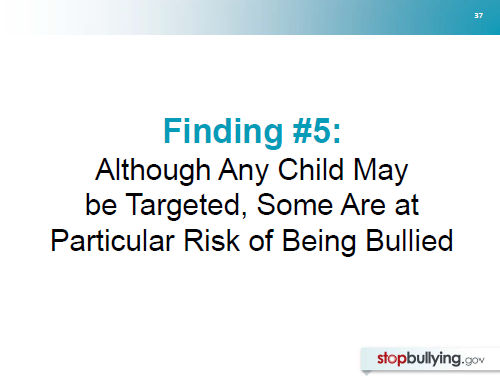 37
Finding #5:
Although Any Child May
be Targeted, Some Are at
Particular Risk of Being Bullied
stopbullying.gov